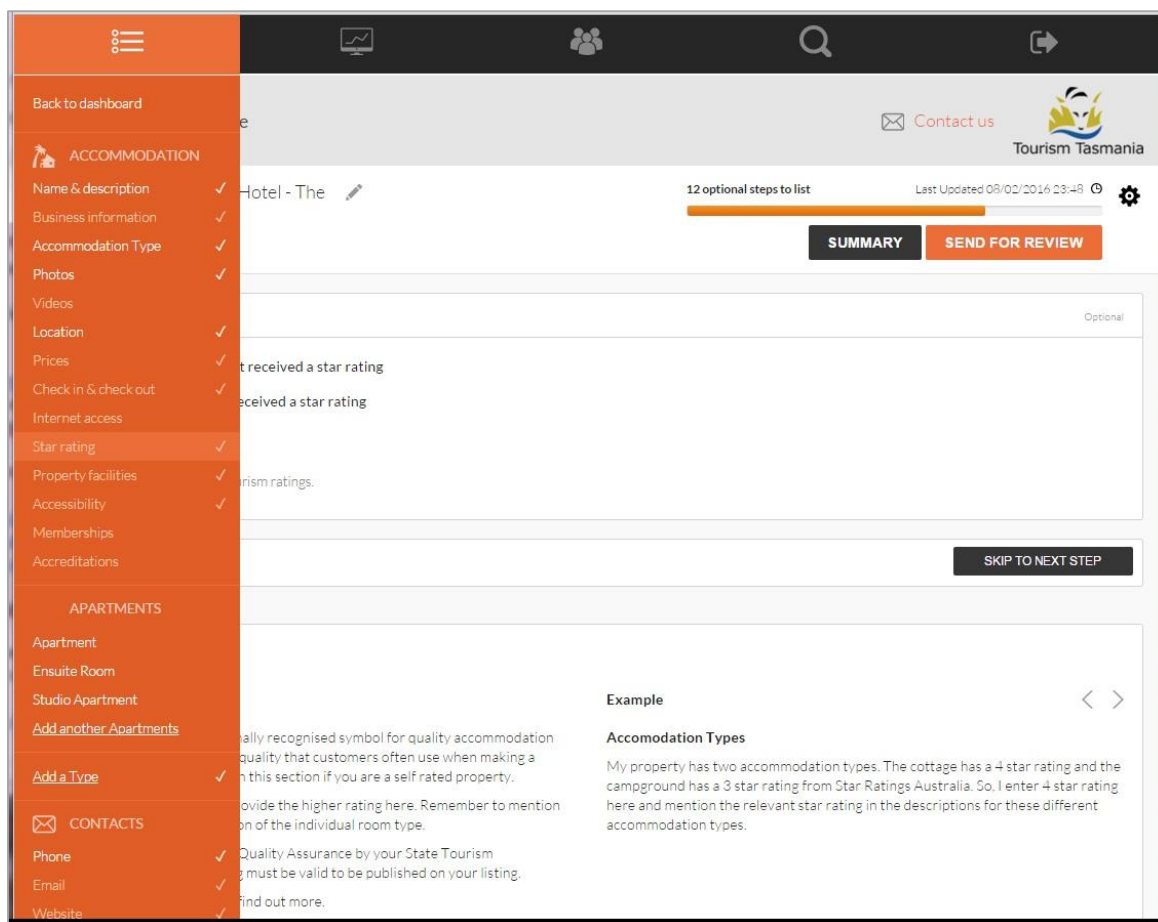 Back to dashboard
ACCOMMODATION
Name & description
Business information
Accommodation Type
Photos
Videos
Location
Prices
Check in & check out
Internet access
Star rating
Property facilities
Accessibility
Memberships
Accreditations
APARTMENTS
Apartment
Ensuite Room
Studio Apartment
Add another Apartments
Add a Type
CONTACTS
Phone
Email
Website
e
Contact us
Tourism Tasmania
Hotel - The
12 optional steps to list
Last Updated 08/02/2016 23:48
SUMMARY
SEND FOR REVIEW
Optional
t received a star rating
eceived a star rating
urism ratings.
SKIP TO NEXT STEP
nally recognised symbol for quality accommodation
quality that customers often use when making a
n this section if you are a self rated property.
ovide the higher rating here. Remember to mention
on of the individual room type.
Quality Assurance by your State Tourism
g must be valid to be published on your listing.
find out more.
Example
Accomodation Types
My property has two accommodation types. The cottage has a 4 star rating and the
campground has a 3 star rating from Star Ratings Australia. So, I enter 4 star rating
here and mention the relevant star rating in the descriptions for these different
accommodation types.